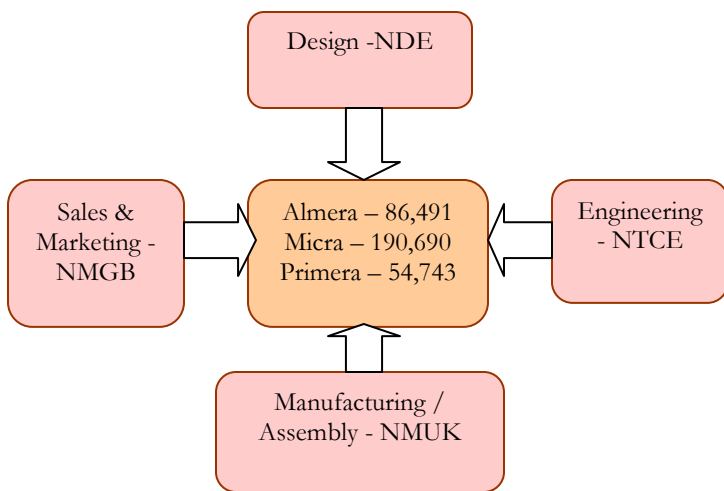 Design -NDE
Sales &
Marketing -
NMGB
Almera – 86,491
Micra – 190,690
Primera – 54,743
Engineering
- NTCE
Manufacturing /
Assembly - NMUK